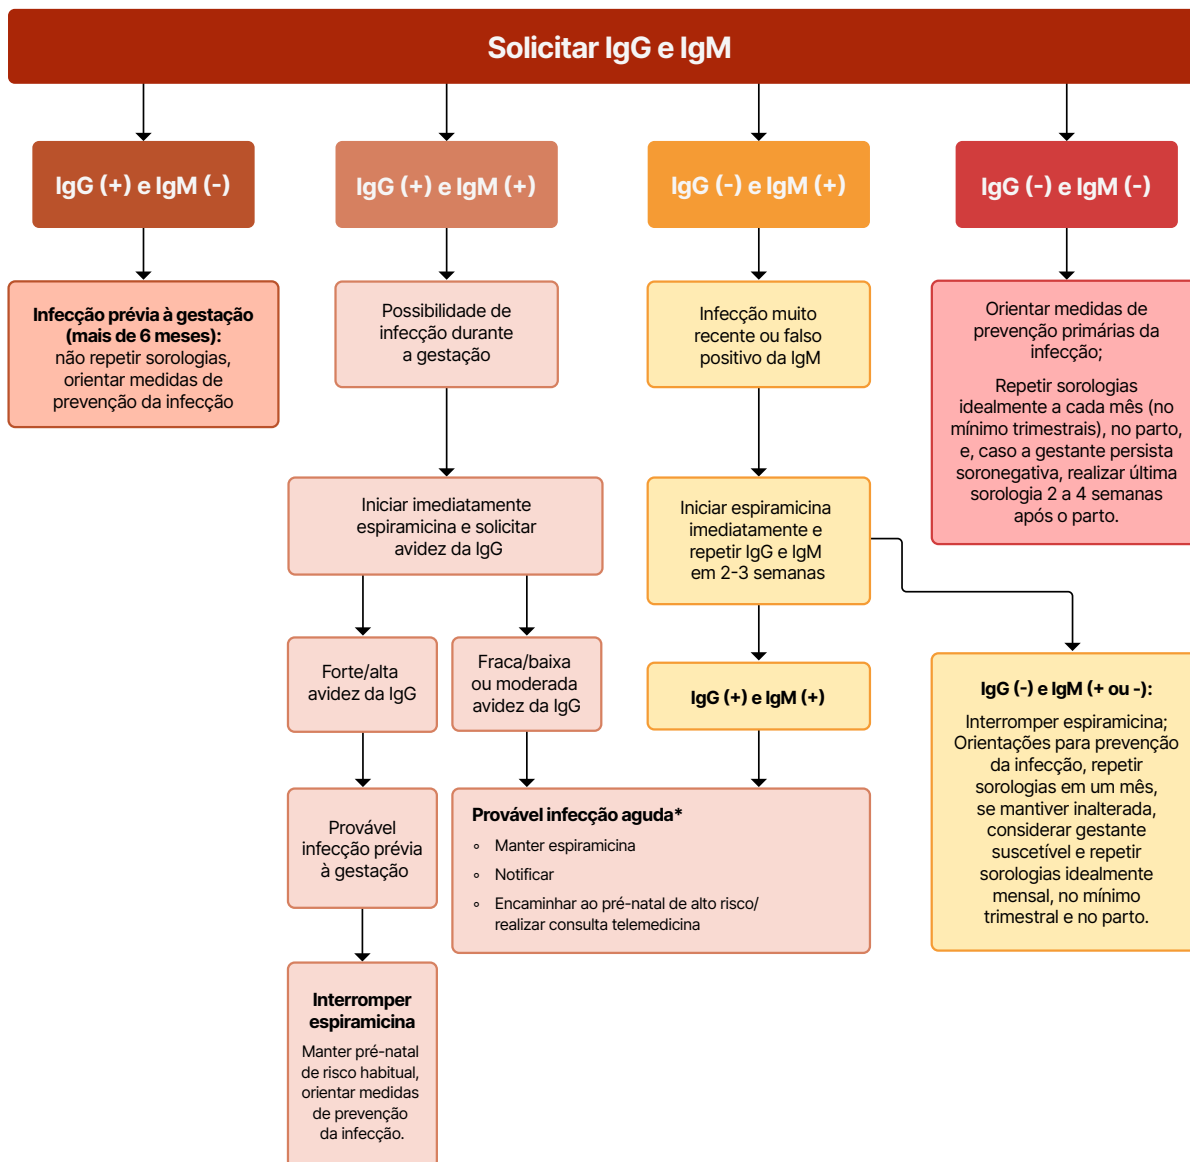 Solicitar IgG e IgM
IgG (+) e IgM (-)
IgG (+) e IgM (+)
IgG (-) e IgM (+)
IgG (-) e IgM (-)
Infecção prévia à gestação
(mais de 6 meses):
não repetir sorologias,
orientar medidas de
prevenção da infecção
Possibilidade de
infecção durante
a gestação
Infecção muito
recente ou falso
positivo da IgM
Orientar medidas de
prevenção primárias da
infecção;
Repetir sorologias
idealmente a cada mês (no
mínimo trimestrais), no parto,
e, caso a gestante persista
soronegativa, realizar última
sorologia 2 a 4 semanas
após o parto.
Iniciar imediatamente
espiramicina e solicitar
avidez da IgG
Iniciar espiramicina
imediatamente e
repetir IgG e IgM
em 2-3 semanas
Forte/alta
avidez da IgG
Fraca/baixa
ou moderada
avidez da IgG
IgG (+) e IgM (+)
IgG (-) e IgM (+ ou -):
Interromper espiramicina;
Orientações para prevenção
da infecção, repetir
sorologias em um mês,
se mantiver inalterada,
considerar gestante
suscetível e repetir
sorologias idealmente
mensal, no mínimo
trimestral e no parto.
Provável
infecção prévia
à gestação
Provável infecção aguda*
◦ Manter espiramicina
◦ Notificar
◦ Encaminhar ao pré-natal de alto risco/
realizar consulta telemedicina
Interromper
espiramicina
Manter pré-natal
de risco habitual,
orientar medidas
de prevenção
da infecção.